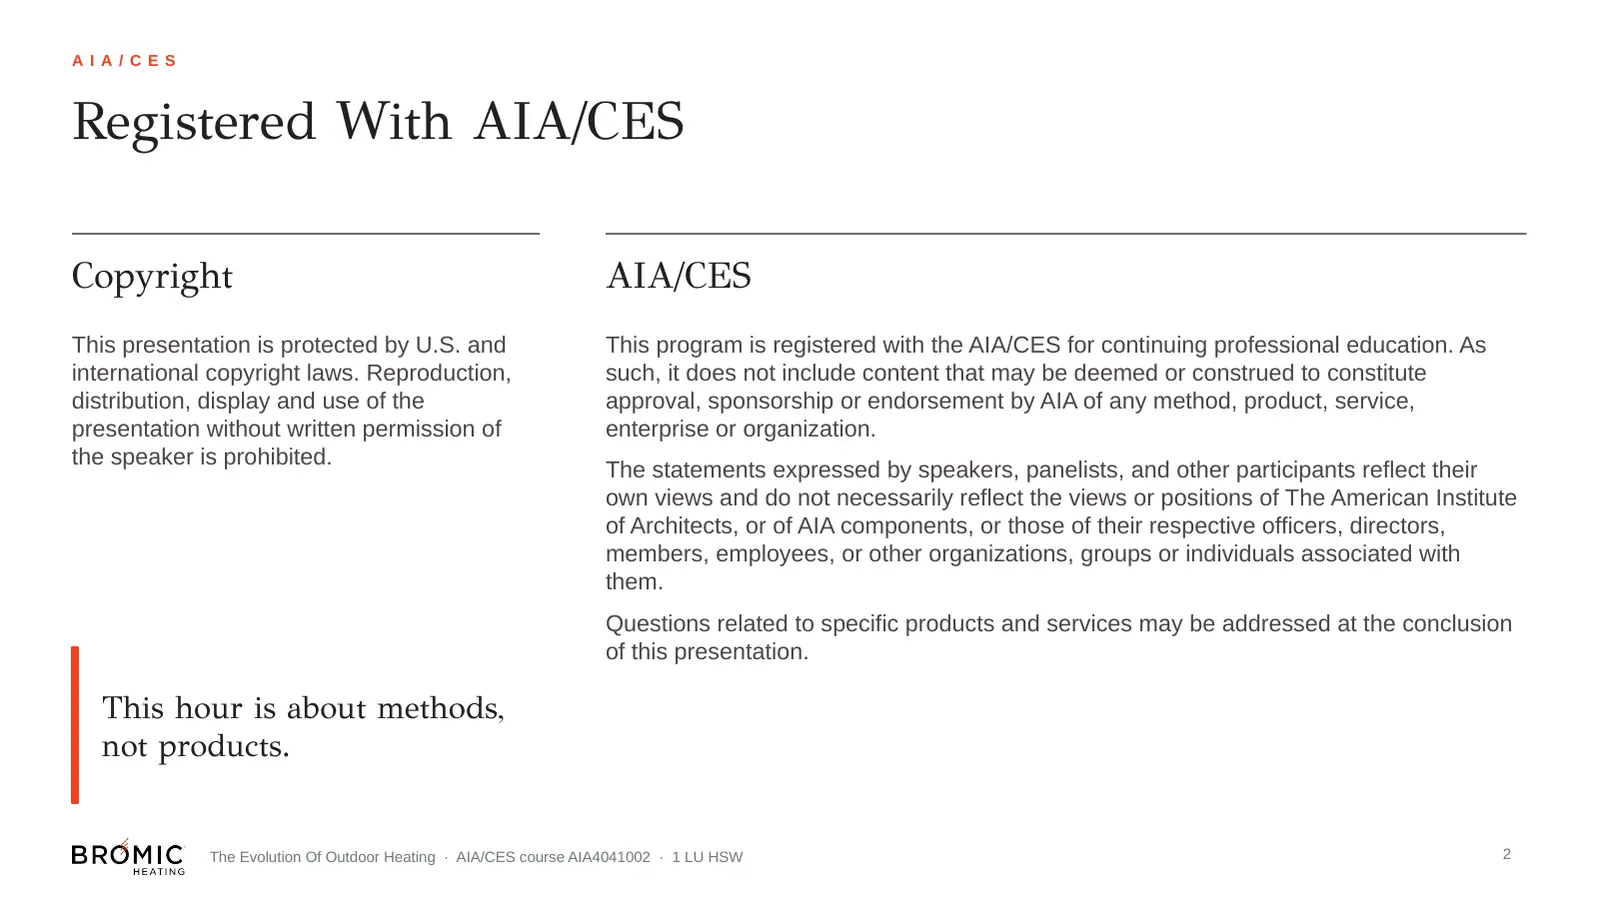 AIA/CES
Registered With AIA/CES
Copyright
This presentation is protected by U.S. and
international copyright laws. Reproduction,
distribution, display and use of the
presentation without written permission of
the speaker is prohibited.
This hour is about methods,
not products.
AIA/CES
This program is registered with the AIA/CES for continuing professional education. As
such, it does not include content that may be deemed or construed to constitute
approval, sponsorship or endorsement by AIA of any method, product, service,
enterprise or organization.
The statements expressed by speakers, panelists, and other participants reflect their
own views and do not necessarily reflect the views or positions of The American Institute
of Architects, or of AIA components, or those of their respective officers, directors,
members, employees, or other organizations, groups or individuals associated with
them.
Questions related to specific products and services may be addressed at the conclusion
of this presentation.
BROMIC
HEATING
The Evolution Of Outdoor Heating · AIA/CES course AIA4041002 · 1 LU HSW
2